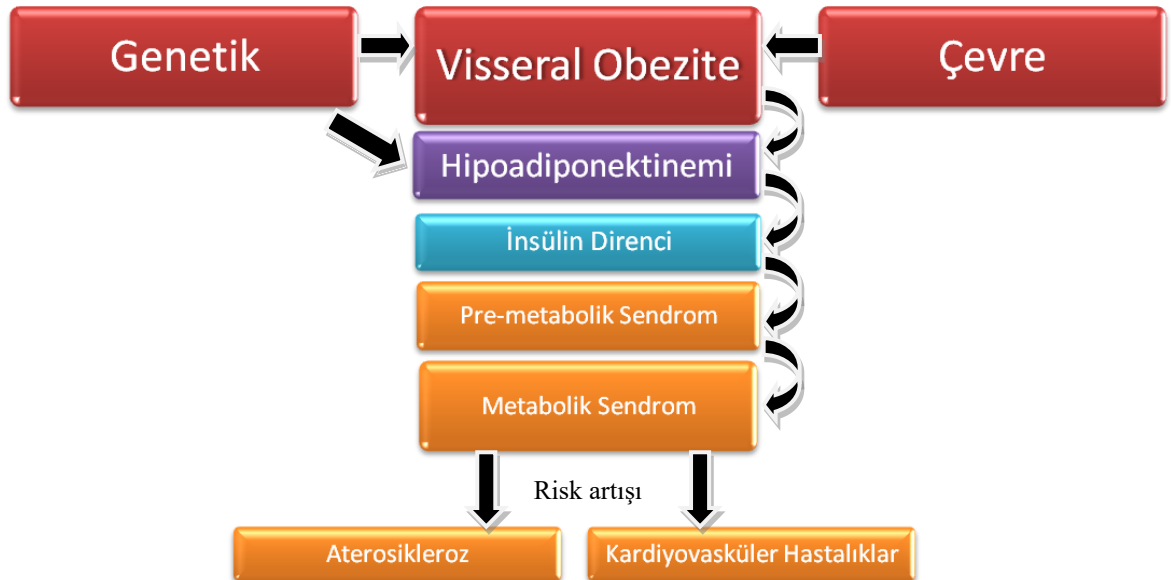 Genetik
Visseral Obezite
Çevre
Hipoadiponektinemi
İnsülin Direnci
Pre-metabolik Sendrom
Metabolik Sendrom
Risk artışı
Aterosikleroz
Kardiyovasküler Hastalıklar